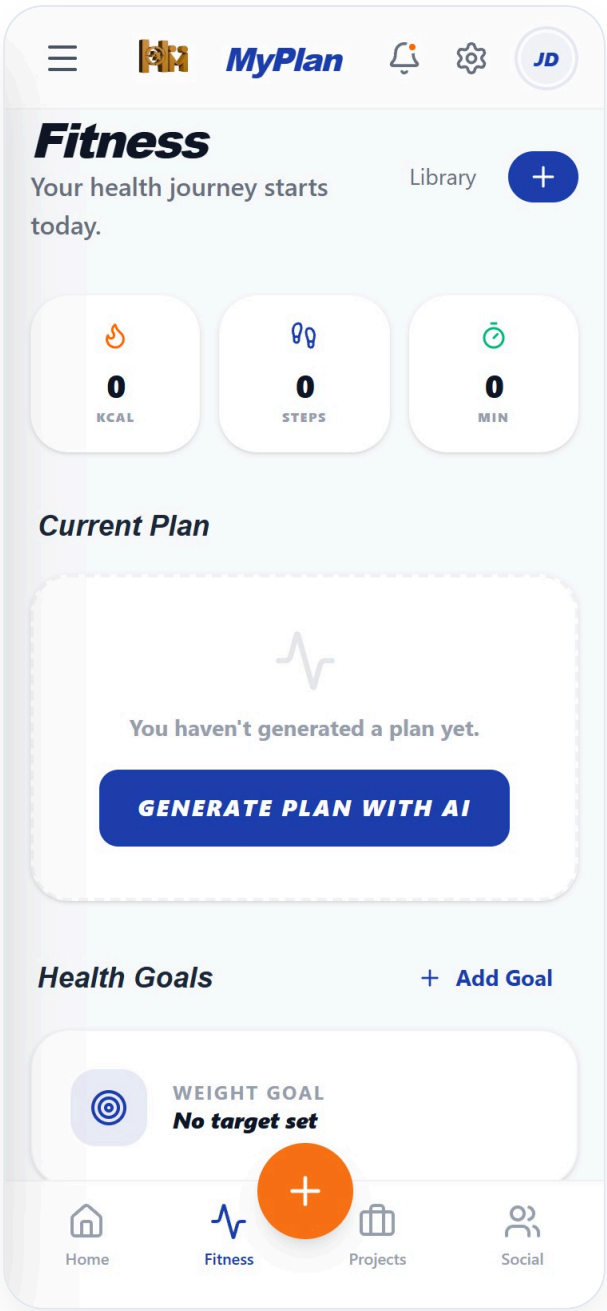 MyPlan
JD
Fitness
Your health journey starts
today.
Library
0
KCAL
0
STEPS
0
MIN
Current Plan
You haven't generated a plan yet.
GENERATE PLAN WITH AI
Health Goals
+ Add Goal
WEIGHT GOAL
No target set
Home
Fitness
Projects
Social